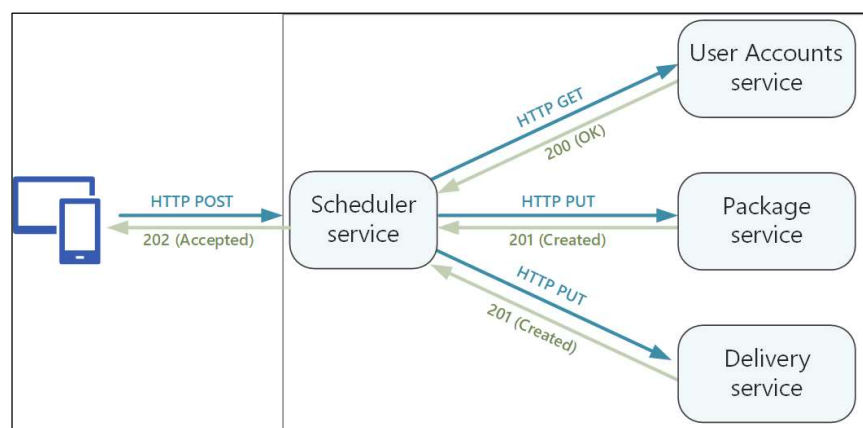 User Accounts
service
HTTP GET
200 (OK)
HTTP POST
202 (Accepted)
Scheduler
service
HTTP PUT
201 (Created)
Package
service
HTTP PUT
201 (Created)
Delivery
service